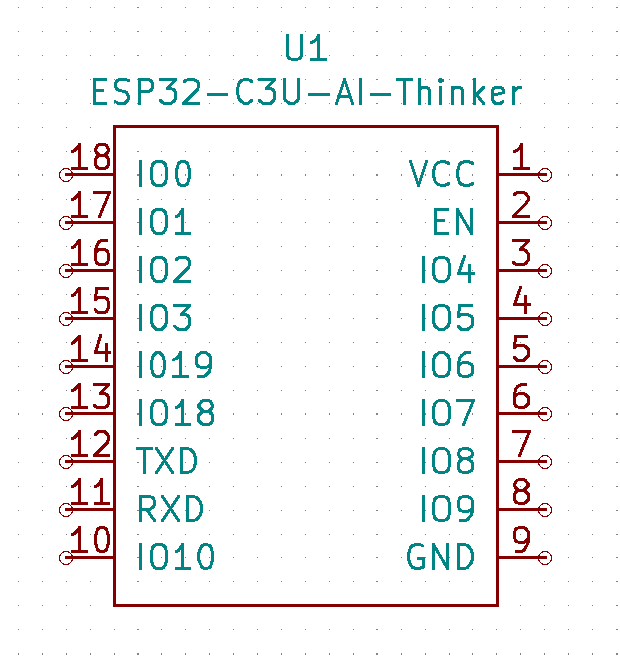 U1
ESP32-C3U-AI-Thinker
18 IO0 VCC 1
17 IO1 EN 2
16 IO2 IO4 3
15 IO3 IO5 4
14 IO19 IO6 5
13 IO18 IO7 6
12 TXD IO8 7
11 RXD IO9 8
10 IO10 GND 9